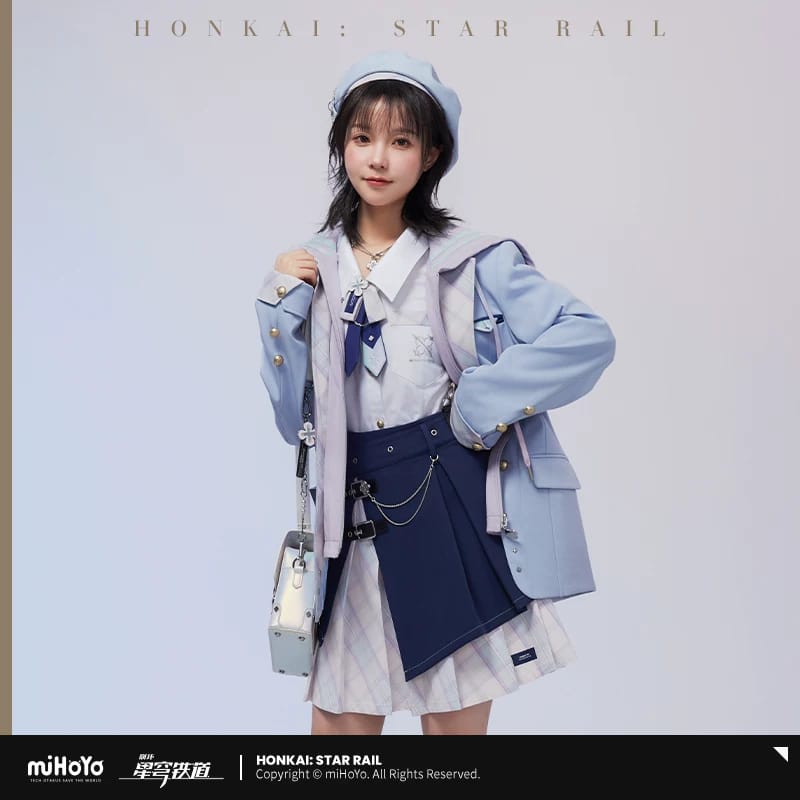 HONKAI: STAR RAIL
miHoYo
TECH OTAKUS SAVE THE WORLD
崩坏
星穹铁道
HONKAI: STAR RAIL
Copyright © miHoYo. All Rights Reserved.